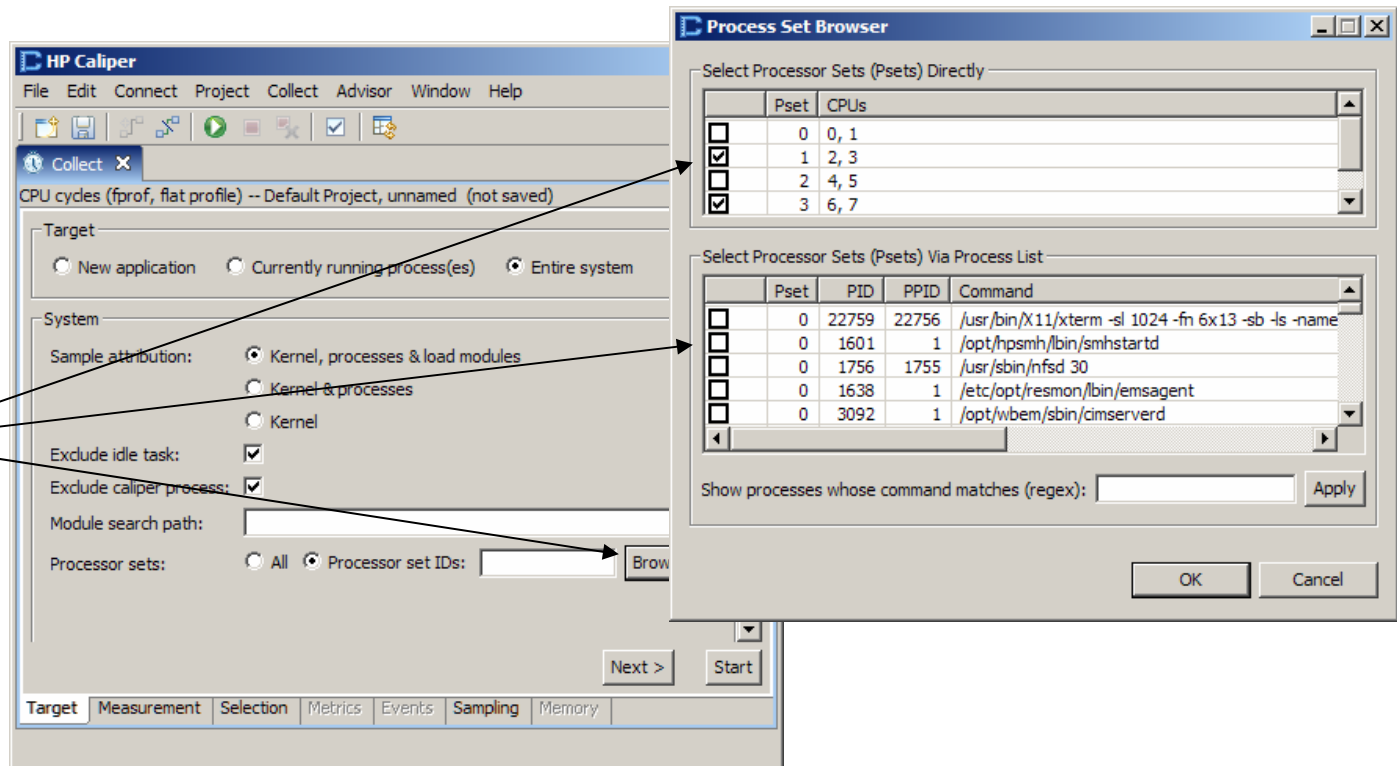 HP Caliper
File Edit Connect Project Collect Advisor Window Help
Collect
CPU cycles (fprof, flat profile) -- Default Project, unnamed (not saved)
Target
New application Currently running process(es) Entire system
System
Sample attribution: Kernel, processes & load modules
Kernel & processes
Kernel
Exclude idle task:
Exclude caliper process:
Module search path:
Processor sets: All Processor set IDs: Brow
Next > Start
Target Measurement Selection Metrics Events Sampling Memory
Process Set Browser
Select Processor Sets (Psets) Directly
Pset CPUs
0 0, 1
1 2, 3
2 4, 5
3 6, 7
Select Processor Sets (Psets) Via Process List
Pset PID PPID Command
0 22759 22756 /usr/bin/X11/xterm -sl 1024 -fn 6x13 -sb -ls -name
0 1601 1 /opt/hpsmh/lbin/smhstartd
0 1756 1755 /usr/sbin/nfsd 30
0 1638 1 /etc/opt/resmon/lbin/emsagent
0 3092 1 /opt/wbem/sbin/cimserverd
Show processes whose command matches (regex): Apply
OK Cancel